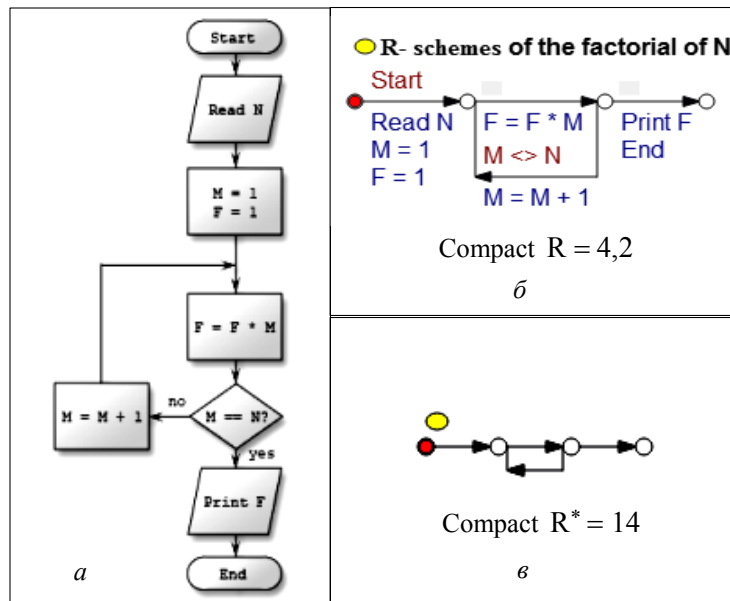 Start
Read N
M = 1
F = 1
F = F * M
M = M + 1
no
M == N?
yes
Print F
End
а
R- schemes of the factorial of N
Start
Read N
M = 1
F = 1
F = F * M
M <> N
M = M + 1
Print F
End
Compact R = 4,2
б
Compact R* = 14
в